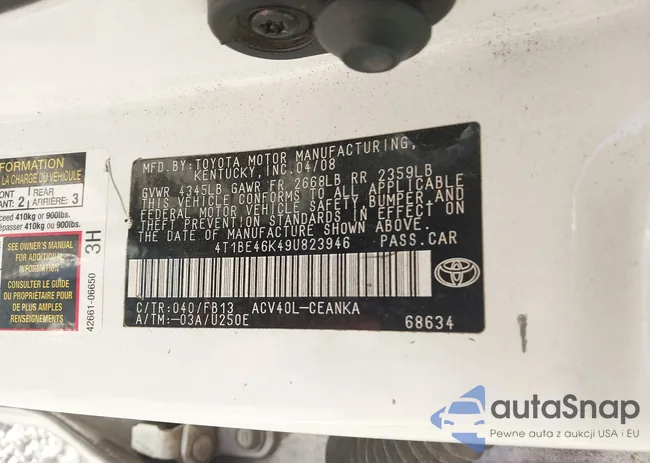 MFD.BY:TOYOTA MOTOR MANUFACTURING,
KENTUCKY,INC.04/08
GVWR 4345LB GAWR FR 2668LB RR 2359LB
THIS VEHICLE CONFORMS TO ALL APPLICABLE
FEDERAL MOTOR VEHICLE SAFETY,BUMPER,AND
THEFT PREVENTION STANDARDS IN EFFECT ON
THE DATE OF MANUFACTURE SHOWN ABOVE.
4T1BE46K49U823946 PASS.CAR
C/TR:040/FB13 ACV40L-CEANKA
A/TM:-03A/U250E
68634
TOYOTA
FORMATION
A LA CHARGE DU VÉHICULE
ONT
ANT 2
REAR
ARRIÈRE: 3
ceed 410kg or 900lbs.
dépasser 410kg ou 900lbs.
SEE OWNER'S MANUAL
FOR ADDITIONAL
INFORMATION
CONSULTER LE GUIDE
DU PROPRIÉTAIRE POUR
DE PLUS AMPLES
RENSEIGNEMENTS
3H
42661-06650
autaSnap
Pewne auta z aukcji USA i EU